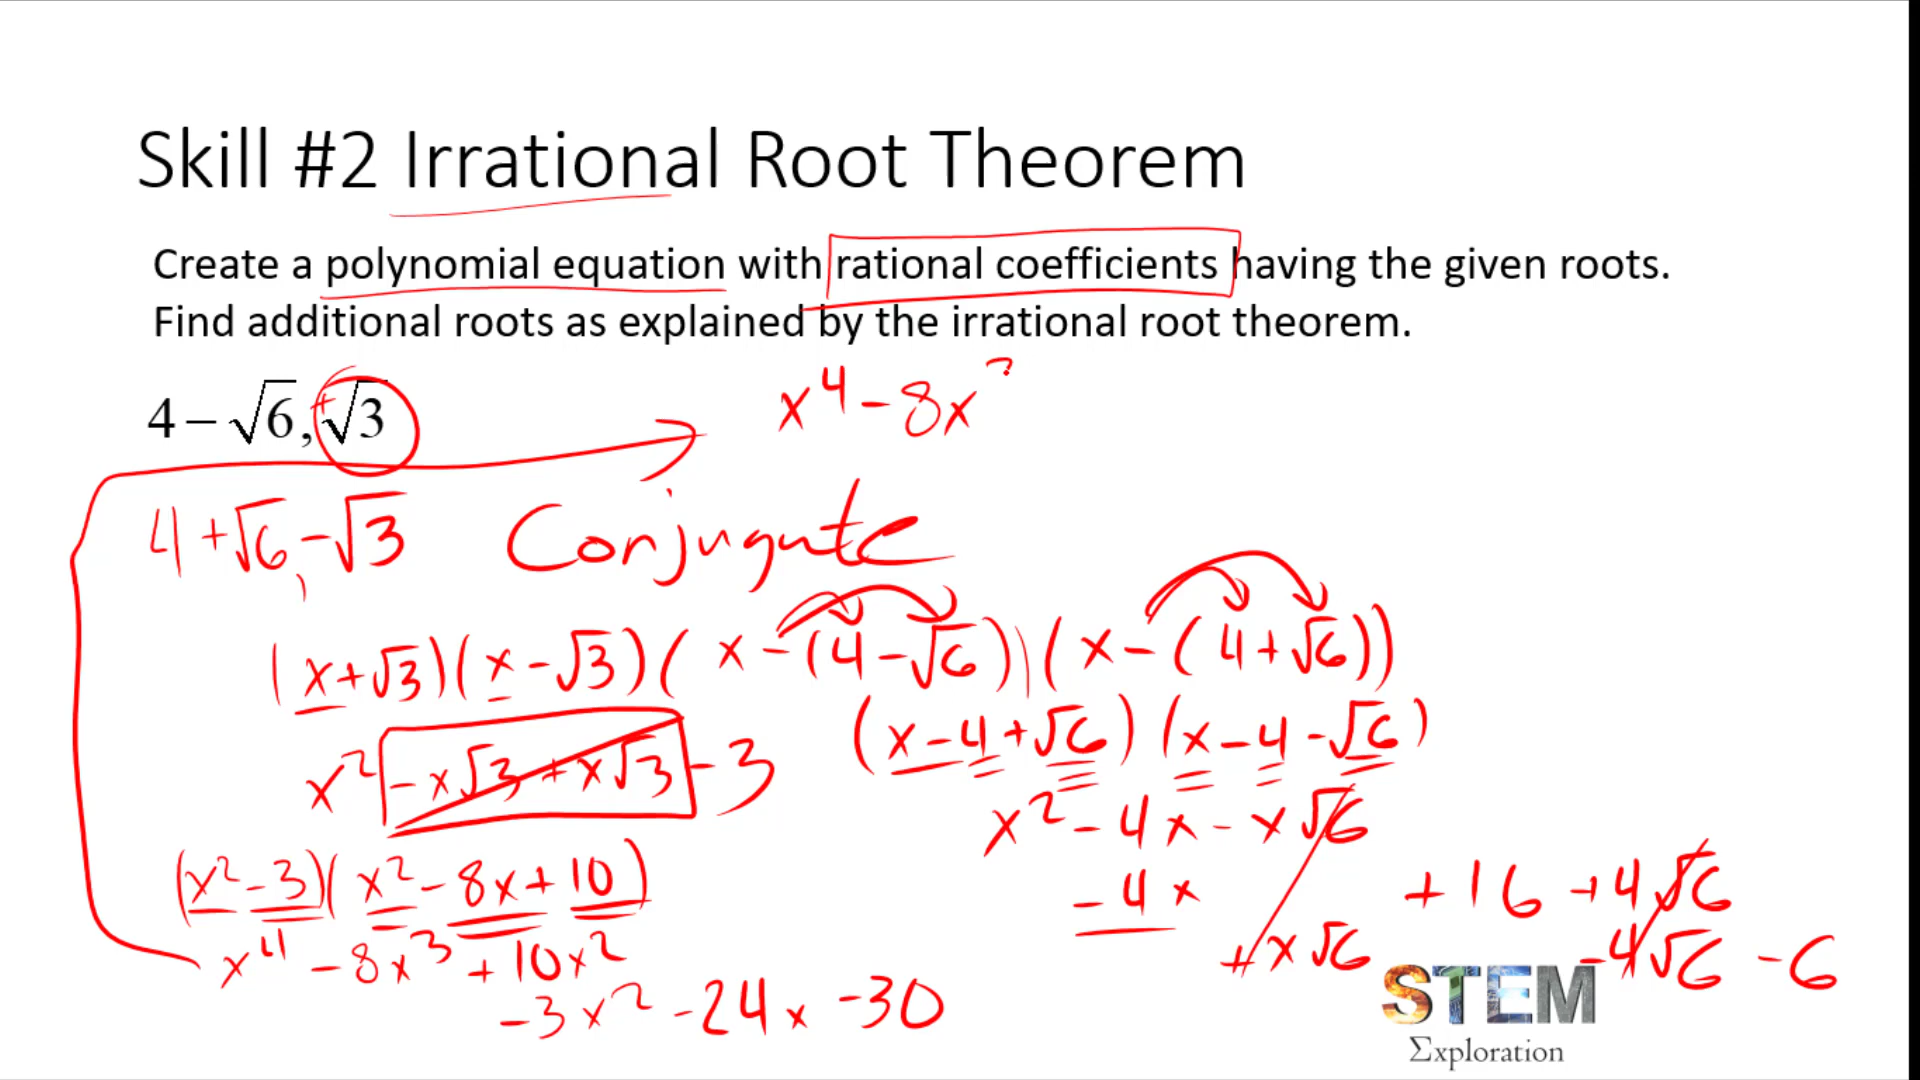 Skill #2 Irrational Root Theorem
Create a polynomial equation with rational coefficients having the given roots.
Find additional roots as explained by the irrational root theorem.
4 − √6, +√3
x⁴ - 8x
4 + √6, -√3 Conjugate
(x+√3)(x-√3)(x-(4-√6))(x-(4+√6))
(x-4+√6)(x-4-√6)
x² -x√3 +x√3 -3
x² -4x -x√6
(x²-3)(x²-8x+10)
-4x +16 +4√6
x⁴ -8x³ +10x²
+x√6 -4√6 -6
-3x² -24x -30
STEM
Σxploration